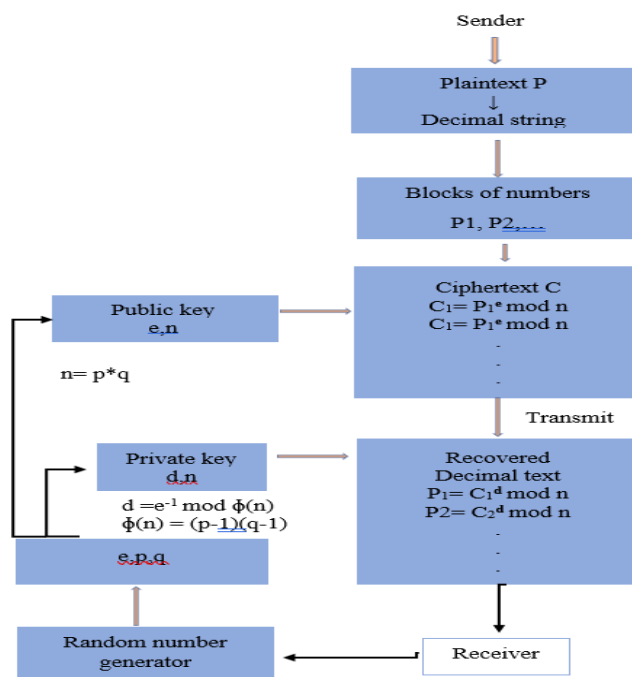 Sender
Plaintext P
↓
Decimal string
Blocks of numbers
P1, P2,...
Ciphertext C
C₁= P₁ᵉ mod n
C₁= P₁ᵉ mod n
.
.
.
Public key
e,n
n= p*q
Transmit
Private key
d,n
d =e⁻¹ mod ϕ(n)
ϕ(n) = (p-1)(q-1)
Recovered
Decimal text
P₁= C₁ᵈ mod n
P2= C₂ᵈ mod n
.
.
.
e,p,q
Random number
generator
Receiver